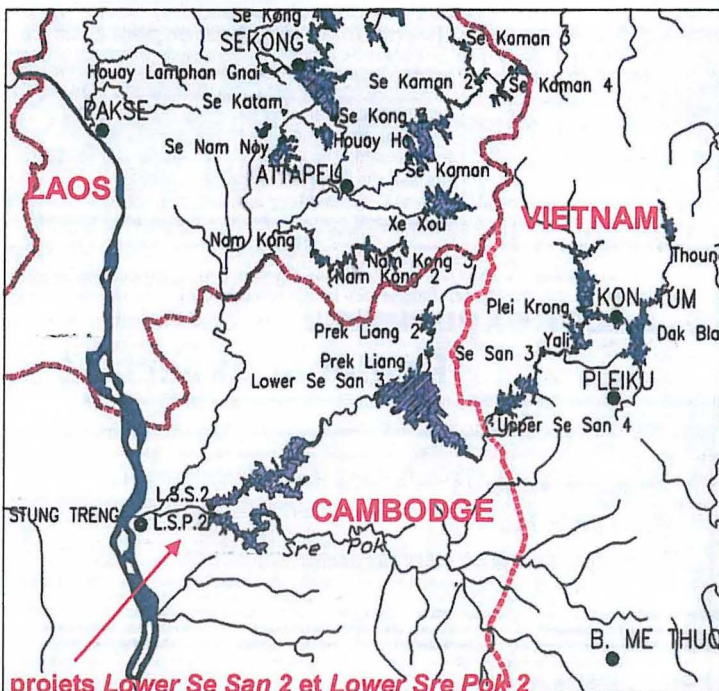 Se Kong 4
SEKONG
Se Kaman 3
Houay Lamphan Gnai
Se Kaman 2
Se Kaman 4
Se Katam
PAKSE
Se Kong
Se Nam Noy
Houay Ho
ATTAPEU
Se Kaman 1
LAOS
Xe Xou
VIETNAM
Nam Kong
Nam Kong 3
Nam Kong 2
Thoung
Plei Krong
KON TUM
Prek Liang 2
Yali
Dak Bla
Prek Liang 1
Se San 3
Lower Se San 3
PLEIKU
Upper Se San 4
L.S.S.2
CAMBODGE
STUNG TRENG
L.S.P.2
Sre Pok
B. ME THUO
projets Lower Se San 2 et Lower Sre Pok 2